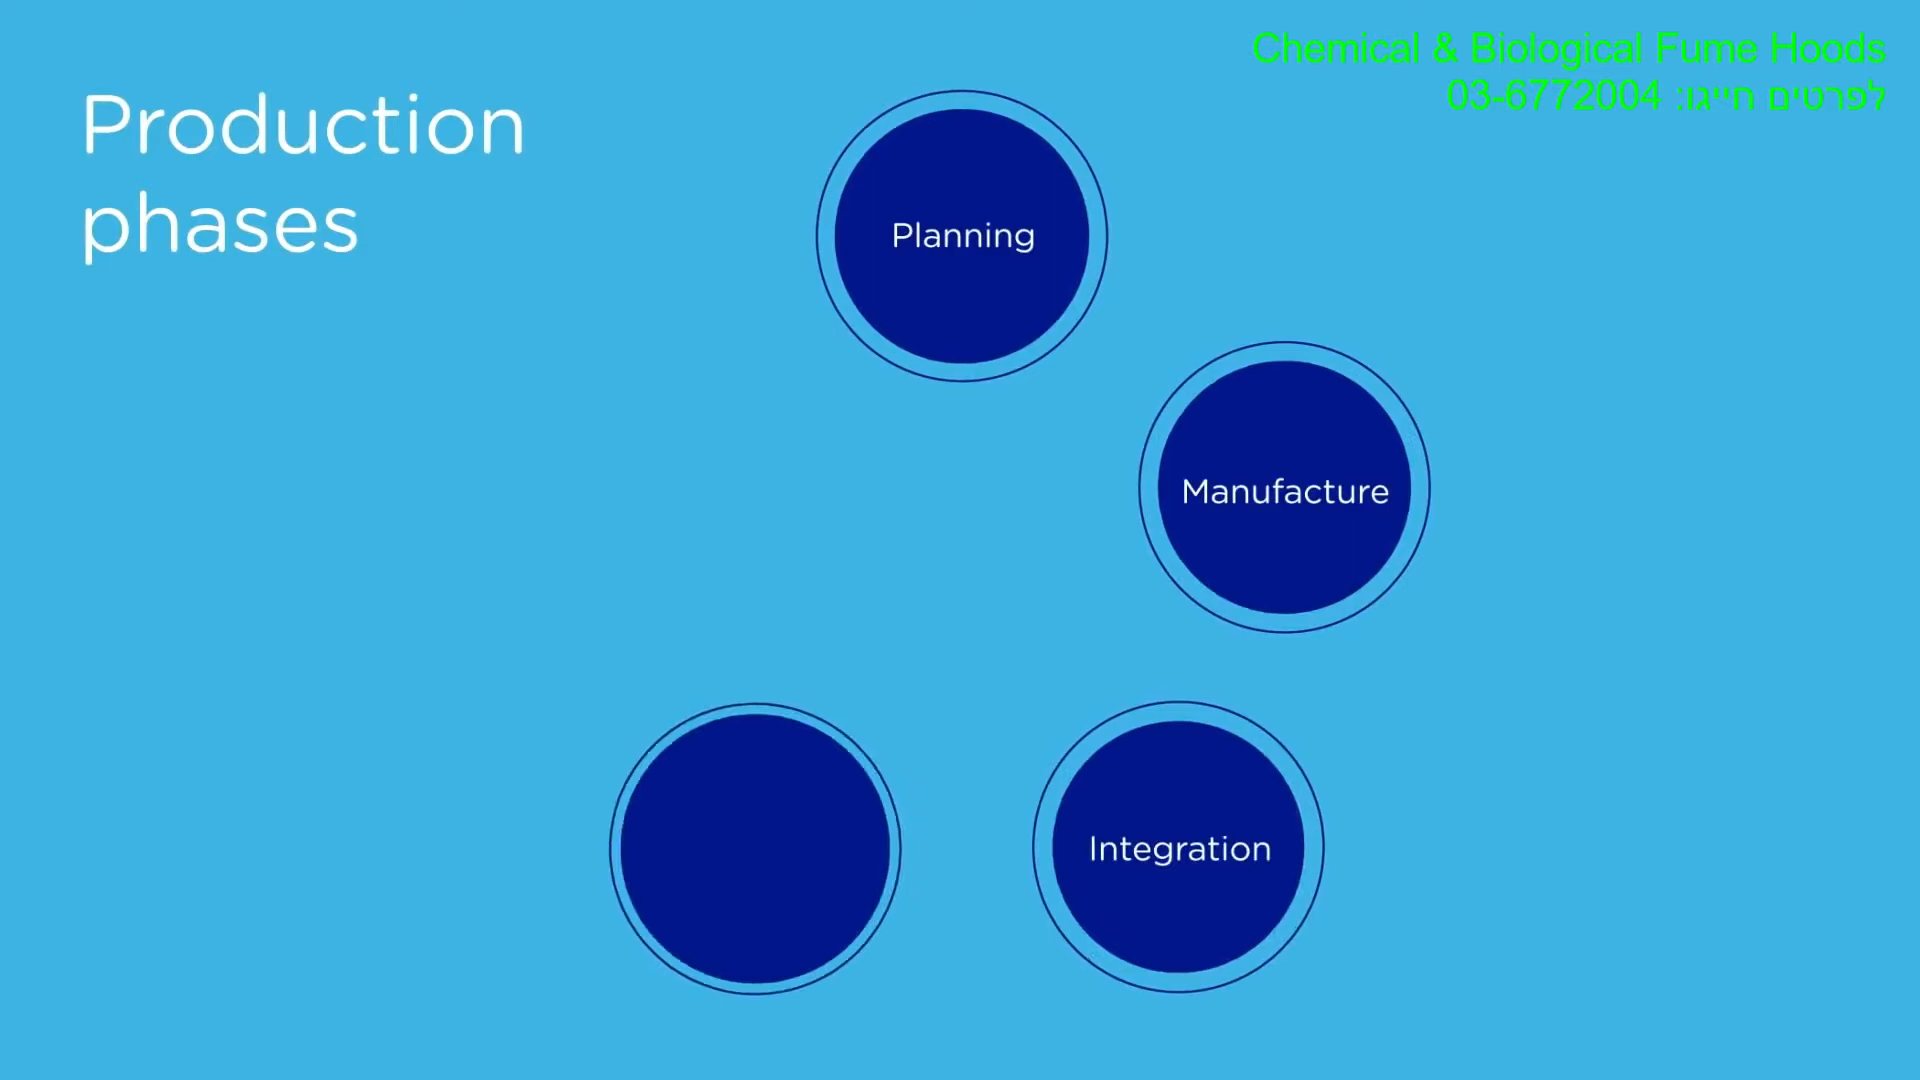 Chemical & Biological Fume Hoods
לפרטים חייגו: 03-6772004
Production
phases
Planning
Manufacture
Integration